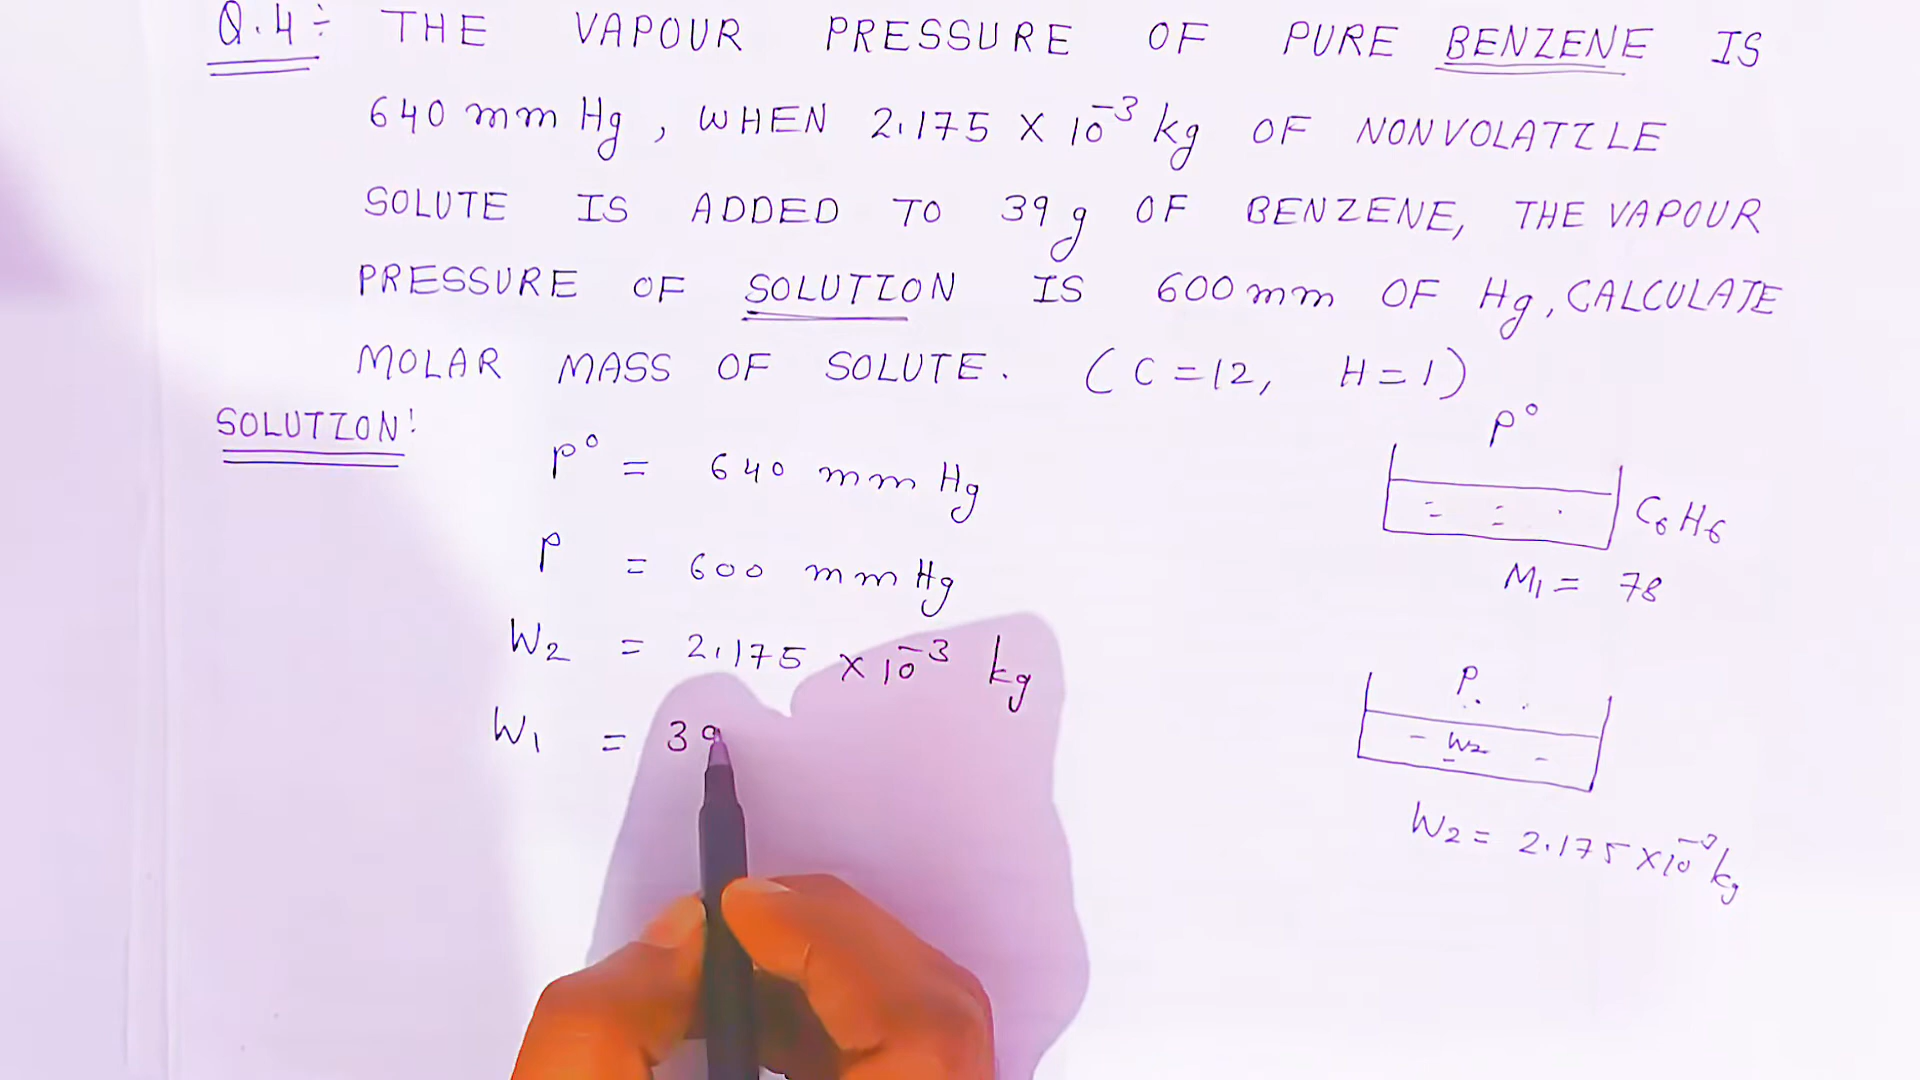 Q.4:- THE VAPOUR PRESSURE OF PURE BENZENE IS
640 mm Hg, WHEN 2.175 × 10⁻³ kg OF NONVOLATILE
SOLUTE IS ADDED TO 39 g OF BENZENE, THE VAPOUR
PRESSURE OF SOLUTION IS 600 mm OF Hg, CALCULATE
MOLAR MASS OF SOLUTE. (C = 12, H = 1)
SOLUTION:
P° = 640 mm Hg
P = 600 mm Hg
W₂ = 2.175 × 10⁻³ kg
W₁ = 39
P°
C₆H₆
M₁ = 78
P
W₂
W₂ = 2.175 × 10⁻³ kg